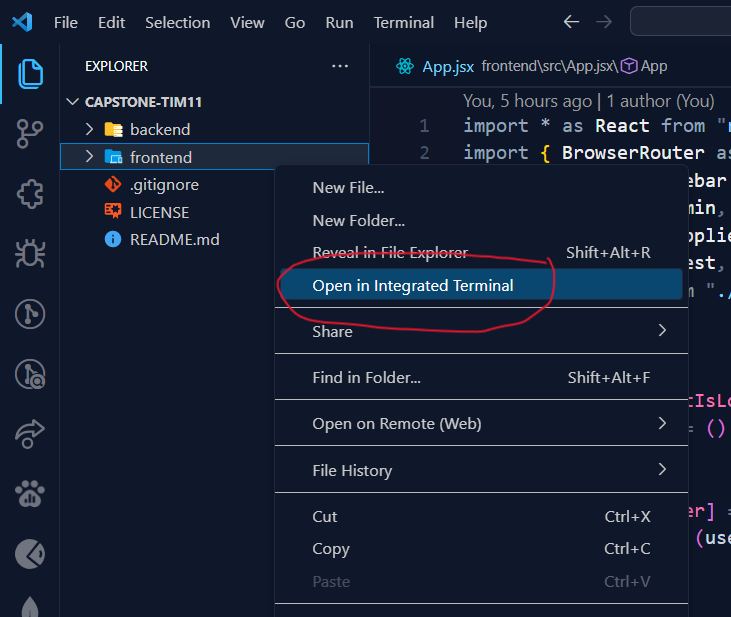 File Edit Selection View Go Run Terminal Help
EXPLORER
CAPSTONE-TIM11
backend
frontend
.gitignore
LICENSE
README.md
App.jsx frontend\src\App.jsx\ App
You, 5 hours ago | 1 author (You)
1 import * as React from "
2 import { BrowserRouter as
ebar
min,
pplie
est,
"./
tIsLo
= ()
er] =
(use
New File...
New Folder...
Reveal in File Explorer Shift+Alt+R
Open in Integrated Terminal
Share
Find in Folder... Shift+Alt+F
Open on Remote (Web)
File History
Cut Ctrl+X
Copy Ctrl+C
Paste Ctrl+V